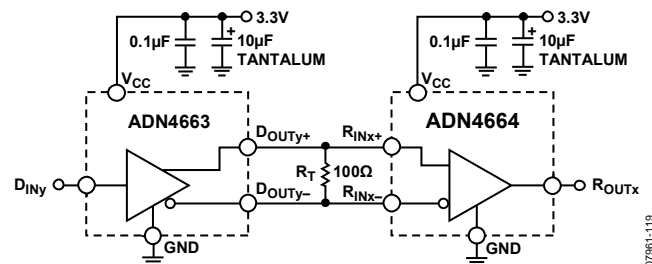 3.3V
0.1µF
+
10µF
TANTALUM
VCC
ADN4663
DINy
DOUTy+
DOUTy–
GND
RT
100Ω
3.3V
0.1µF
+
10µF
TANTALUM
VCC
ADN4664
RINx+
RINx–
ROUTx
GND
07961-119